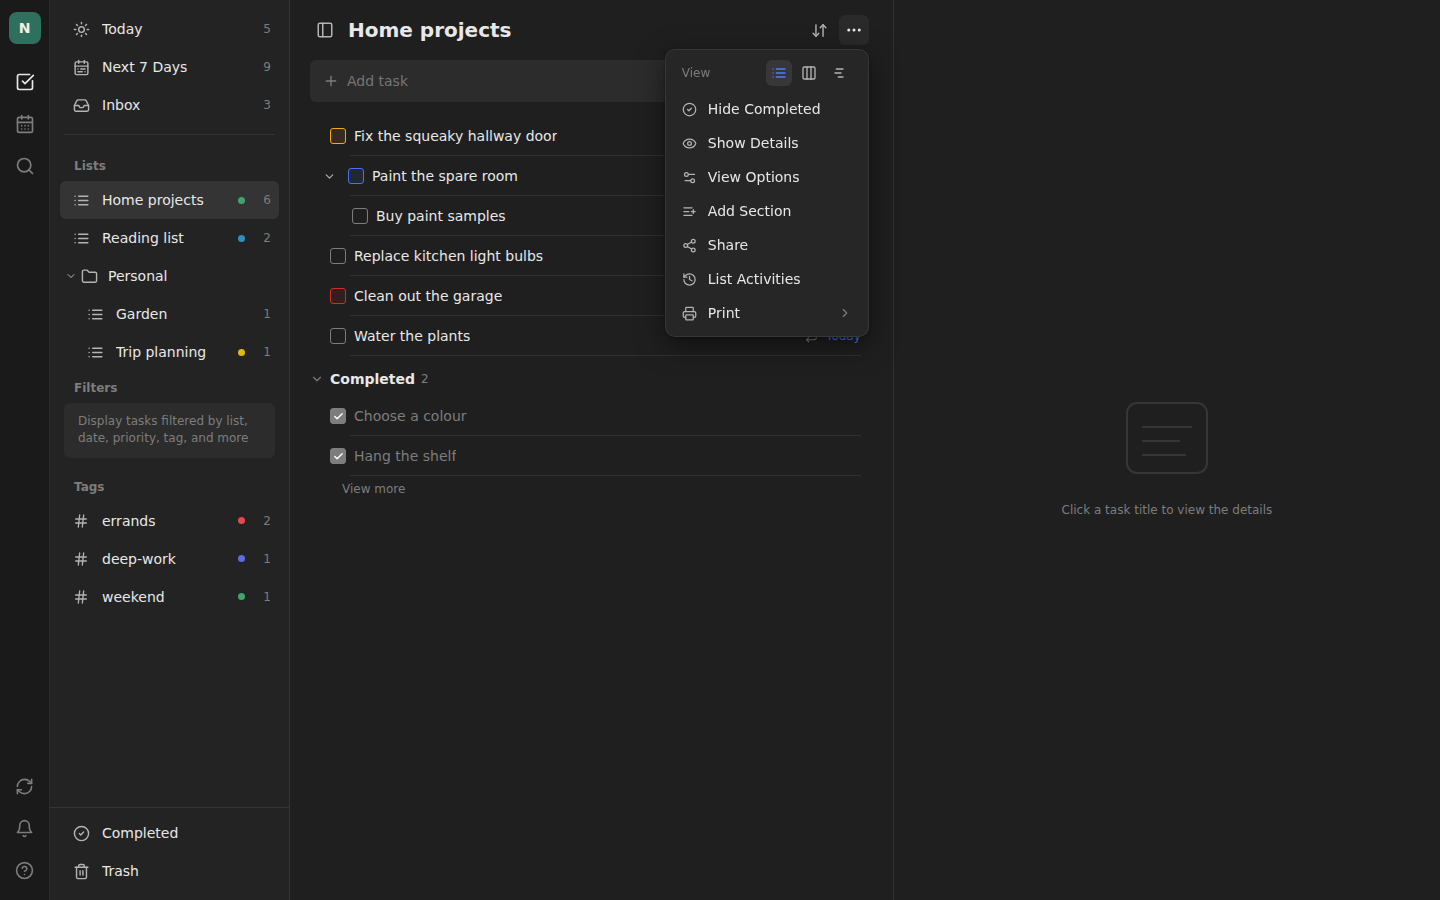 N
Today 5
Next 7 Days 9
Inbox 3
Lists
Home projects 6
Reading list 2
Personal
Garden 1
Trip planning 1
Filters
Display tasks filtered by list,
date, priority, tag, and more
Tags
errands 2
deep-work 1
weekend 1
Completed
Trash
Home projects
Add task
Fix the squeaky hallway door
Paint the spare room
Buy paint samples
Replace kitchen light bulbs
Clean out the garage
Water the plants
Today
Completed 2
Choose a colour
Hang the shelf
View more
View
Hide Completed
Show Details
View Options
Add Section
Share
List Activities
Print
Click a task title to view the details